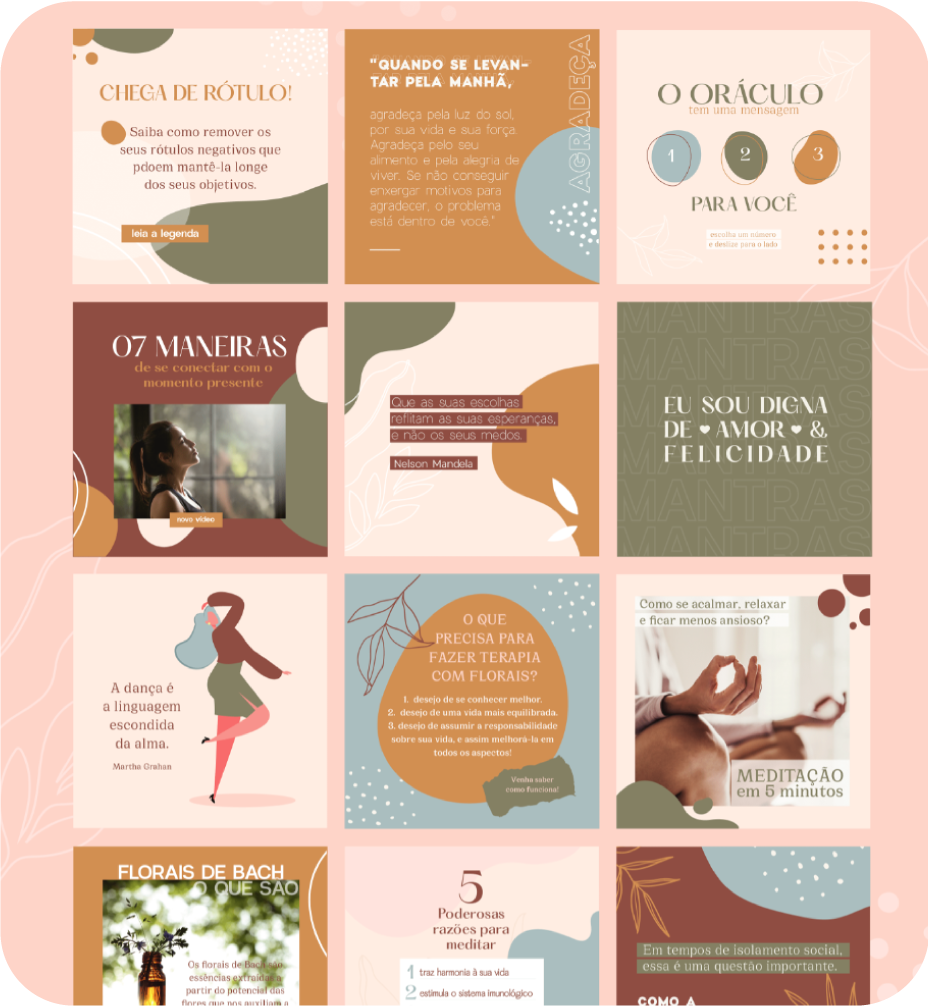 CHEGA DE RÓTULO!
Saiba como remover os
seus rótulos negativos que
pdoem mantê-la longe
dos seus objetivos.
leia a legenda
"QUANDO SE LEVAN-
TAR PELA MANHÃ,
agradeça pela luz do sol,
por sua vida e sua força.
Agradeça pelo seu
alimento e pela alegria de
viver. Se não conseguir
enxergar motivos para
agradecer, o problema
está dentro de você."
AGRADEÇA
O ORÁCULO
tem uma mensagem
1 2 3
PARA VOCÊ
escolha um número
e deslize para o lado
07 MANEIRAS
de se conectar com o
momento presente
novo vídeo
Que as suas escolhas
reflitam as suas esperanças,
e não os seus medos.
Nelson Mandela
MANTRAS
MANTRAS
MANTRAS
EU SOU DIGNA
DE ♥ AMOR ♥ &
FELICIDADE
MANTRAS
MANTRAS
MANTRAS
A dança é
a linguagem
escondida
da alma.
Martha Grahan
O QUE
PRECISA PARA
FAZER TERAPIA
COM FLORAIS?
1. desejo de se conhecer melhor.
2. desejo de uma vida mais equilibrada.
3. desejo de assumir a responsabilidade
sobre sua vida, e assim melhorá-la em
todos os aspectos!
Venha saber
como funciona!
Como se acalmar, relaxar
e ficar menos ansioso?
MEDITAÇÃO
em 5 minutos
FLORAIS DE BACH
O QUE SÃO
Os florais de Bach são
essências extraídas a
partir do potencial das
flores que nos auxiliam a
5
Poderosas
razões para
meditar
1 traz harmonia à sua vida
2 estimula o sistema imunológico
Em tempos de isolamento social,
essa é uma questão importante.
COMO A